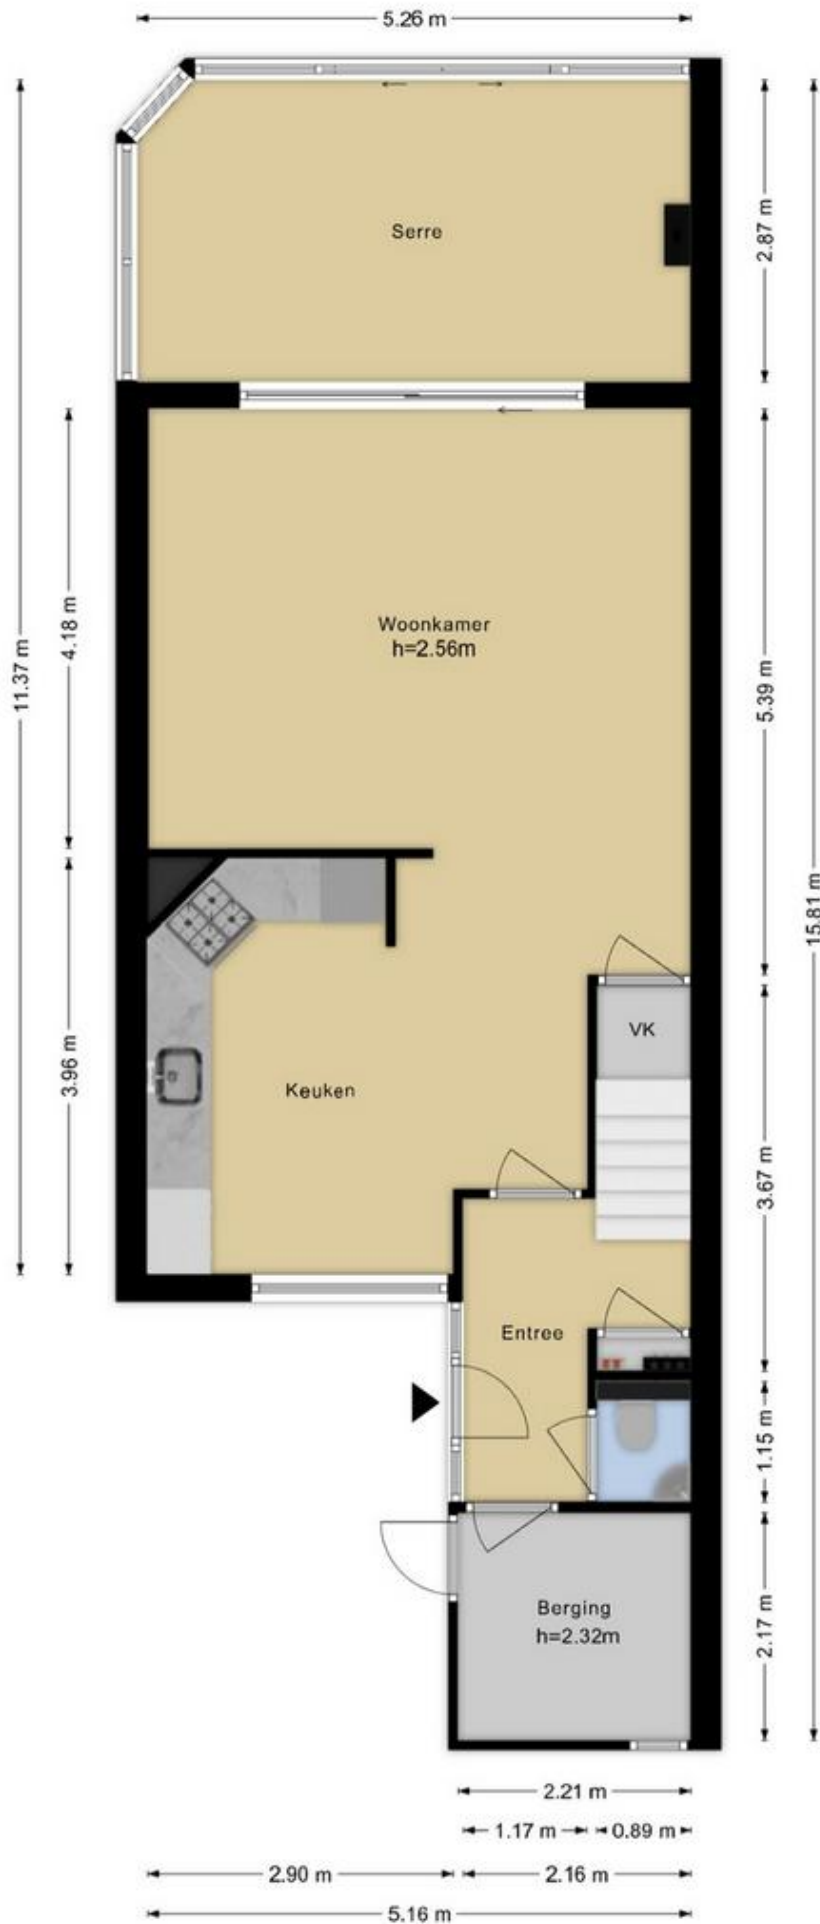 5.26 m
2.87 m
Serre
11.37 m
4.18 m
Woonkamer
h=2.56m
5.39 m
15.81 m
3.96 m
Keuken
VK
3.67 m
Entree
1.15 m
Berging
h=2.32m
2.17 m
2.21 m
1.17 m
0.89 m
2.90 m
2.16 m
5.16 m